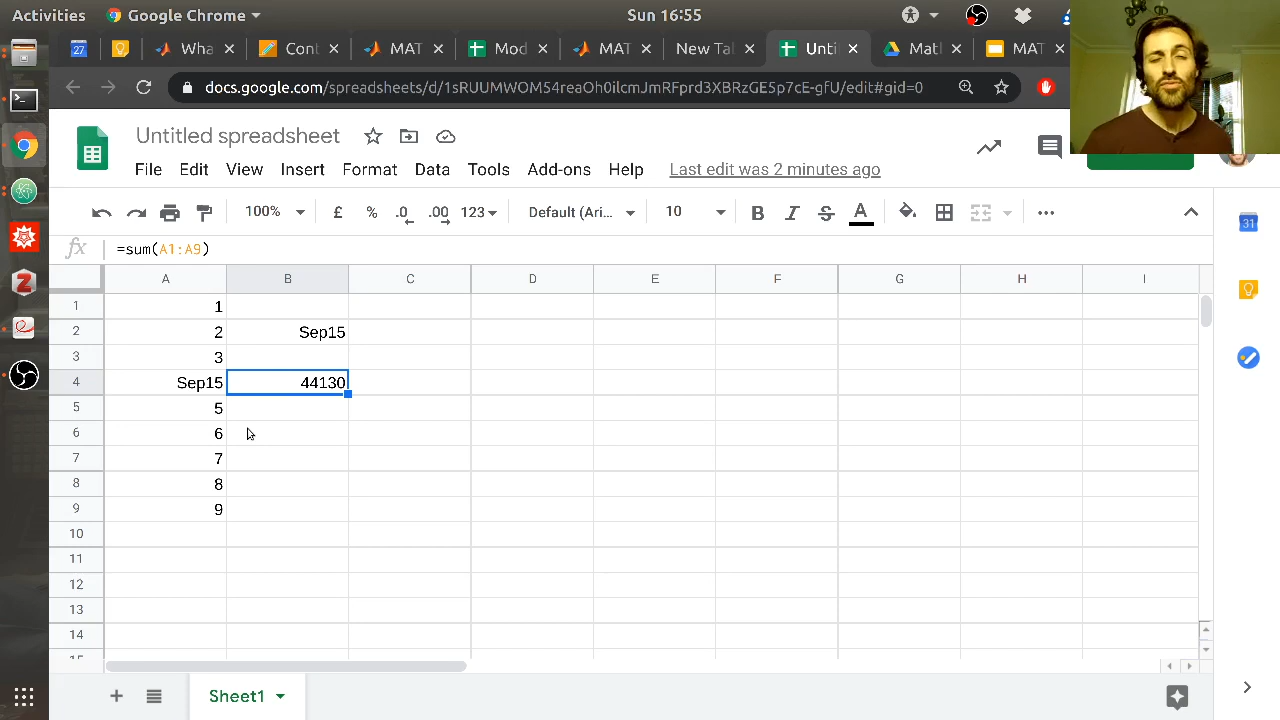 Activities Google Chrome Sun 16:55
27 Wha Cont MAT Mod MAT New Tal Unti Matl MAT
docs.google.com/spreadsheets/d/1sRUUMWOM54reaOh0ilcmJmRFprd3XBRzGE5p7cE-gfU/edit#gid=0
Untitled spreadsheet
File Edit View Insert Format Data Tools Add-ons Help Last edit was 2 minutes ago
100% £ % .0 .00 123 Default (Ari... 10 B I S A
fx =sum(A1:A9)
A B C D E F G H I
1 1
2 2 Sep15
3 3
4 Sep15 44130
5 5
6 6
7 7
8 8
9 9
10
11
12
13
14
15
Sheet1
31